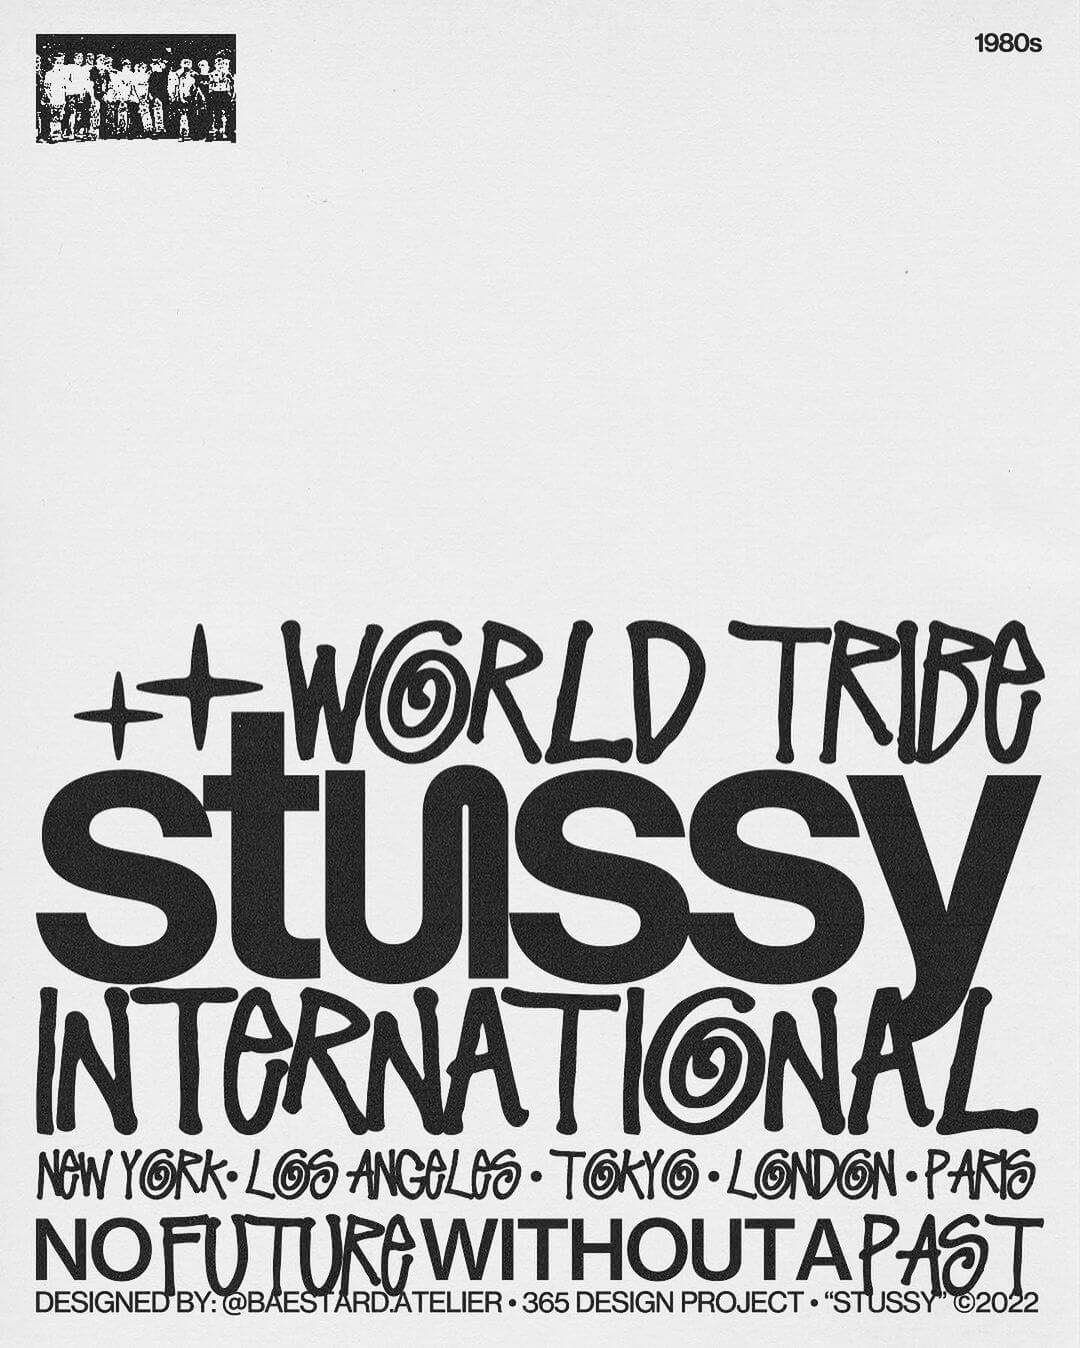 1980s
WORLD TRIBe
stussy
INTeRNATIONAL
NeW YORK • LOS ANGeLeS • TOKYO • LONDON • PARIS
NO FUTURe WITHOUT A PAST
DESIGNED BY: @BAESTARD.ATELIER • 365 DESIGN PROJECT • “STUSSY” ©2022